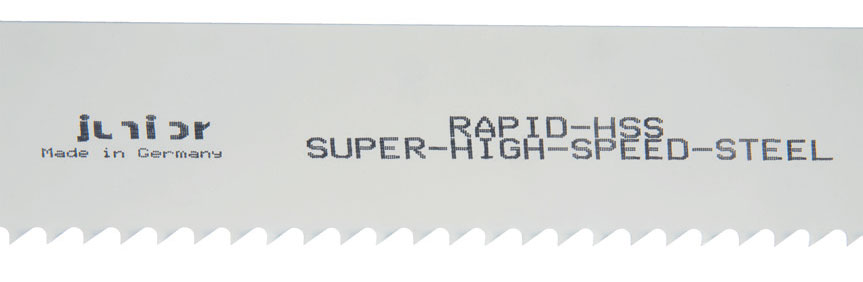 junior
Made in Germany
RAPID-HSS
SUPER-HIGH-SPEED-STEEL